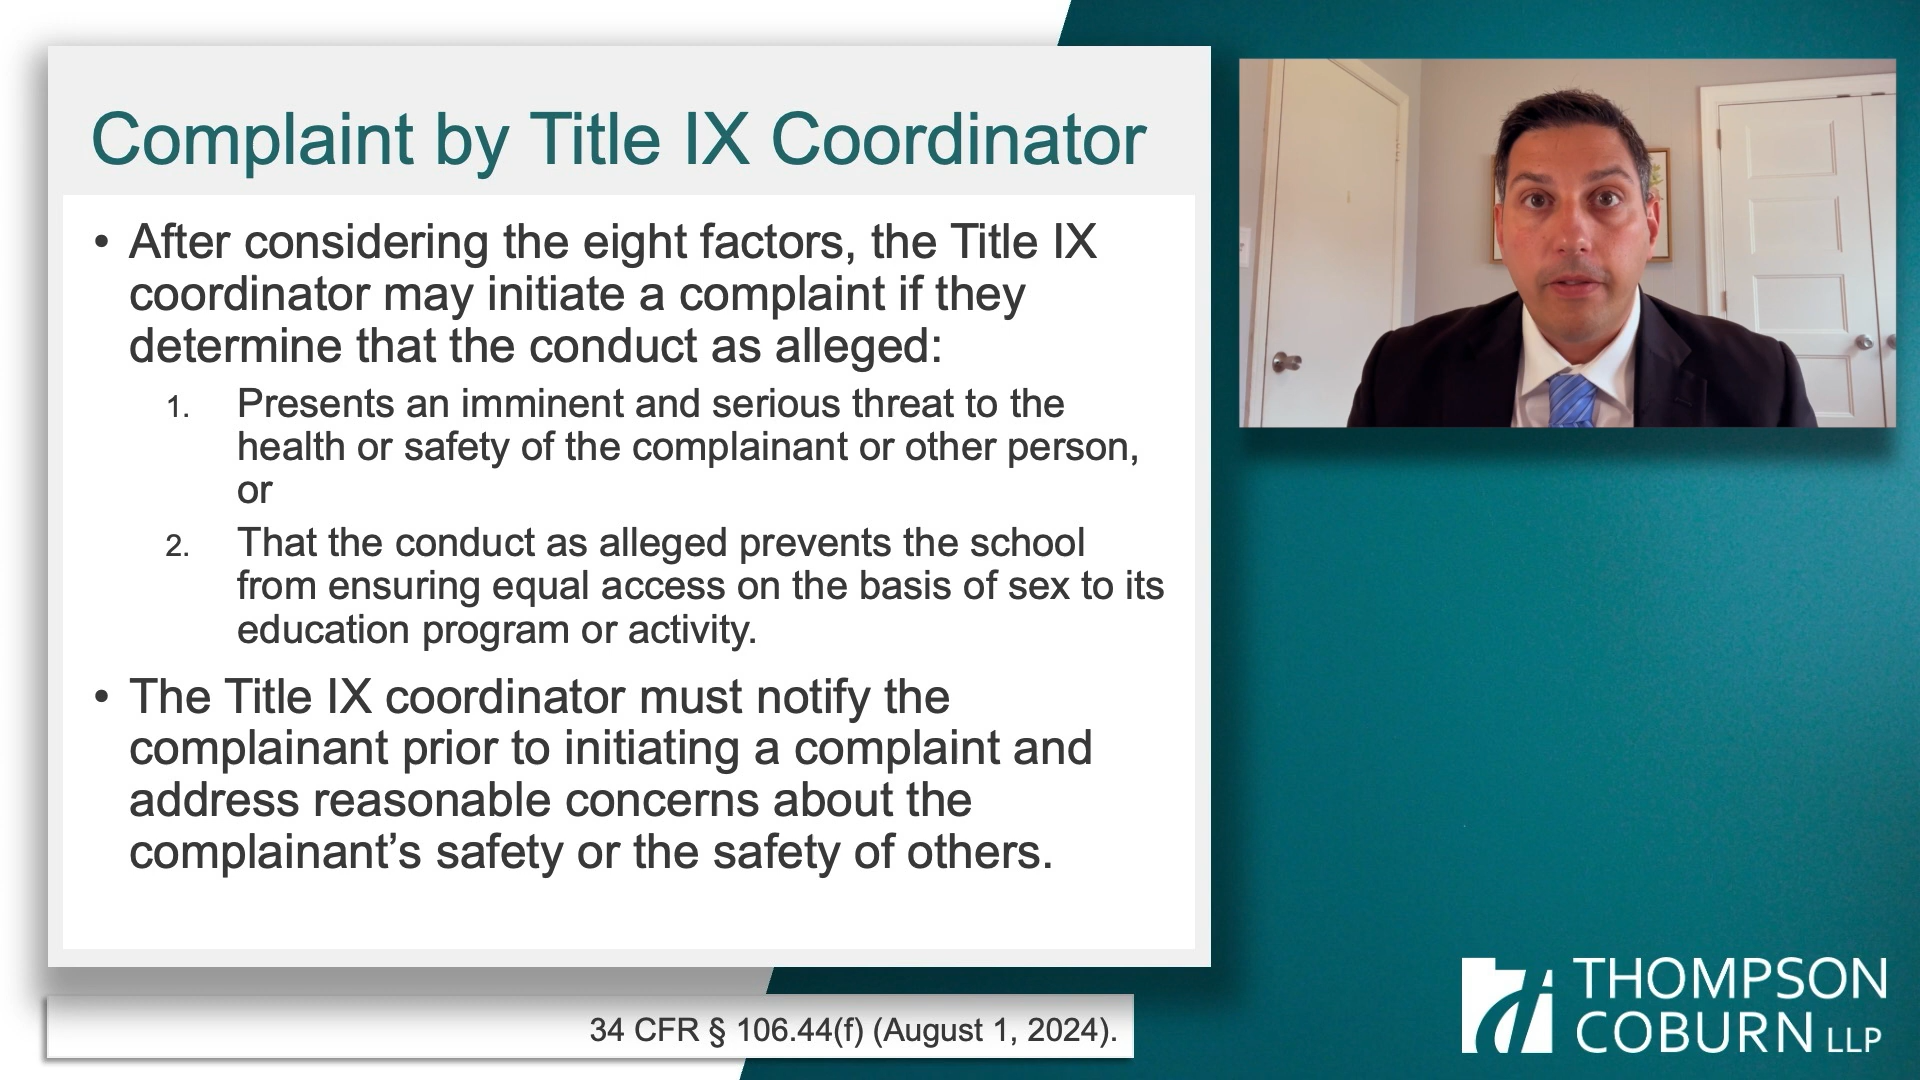 Complaint by Title IX Coordinator
• After considering the eight factors, the Title IX
coordinator may initiate a complaint if they
determine that the conduct as alleged:
1. Presents an imminent and serious threat to the
health or safety of the complainant or other person,
or
2. That the conduct as alleged prevents the school
from ensuring equal access on the basis of sex to its
education program or activity.
• The Title IX coordinator must notify the
complainant prior to initiating a complaint and
address reasonable concerns about the
complainant’s safety or the safety of others.
34 CFR § 106.44(f) (August 1, 2024).
THOMPSON
COBURN LLP